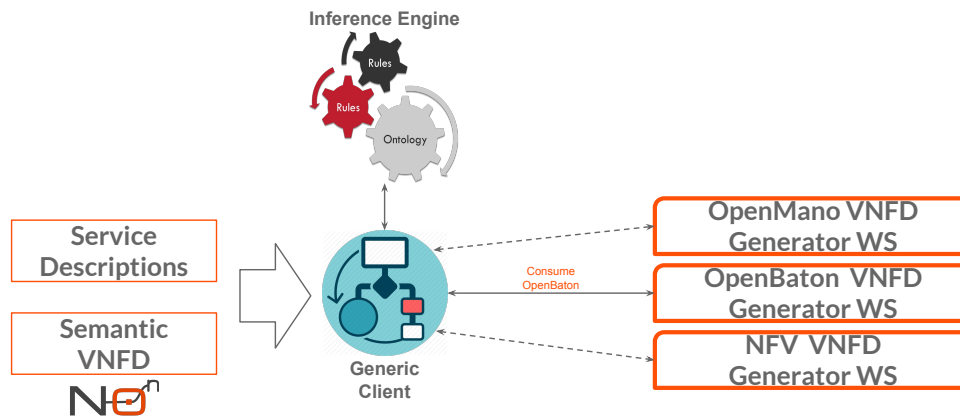 Inference Engine
Rules
Rules
Ontology
Service
Descriptions
Semantic
VNFD
NOn
Generic
Client
Consume
OpenBaton
OpenMano VNFD
Generator WS
OpenBaton VNFD
Generator WS
NFV VNFD
Generator WS